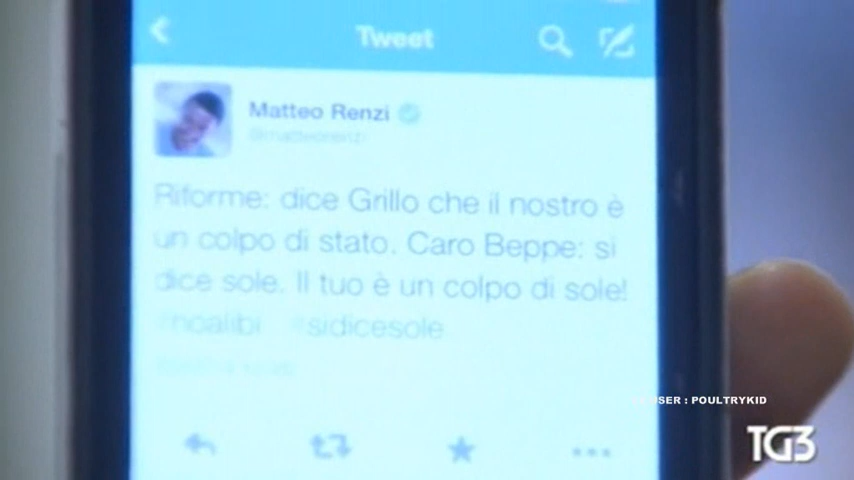 Tweet
Matteo Renzi
@matteorenzi
Riforme: dice Grillo che il nostro è
un colpo di stato. Caro Beppe: si
dice sole. Il tuo è un colpo di sole!
#noalibi #sidicesole
USER : POULTRYKID
TG3